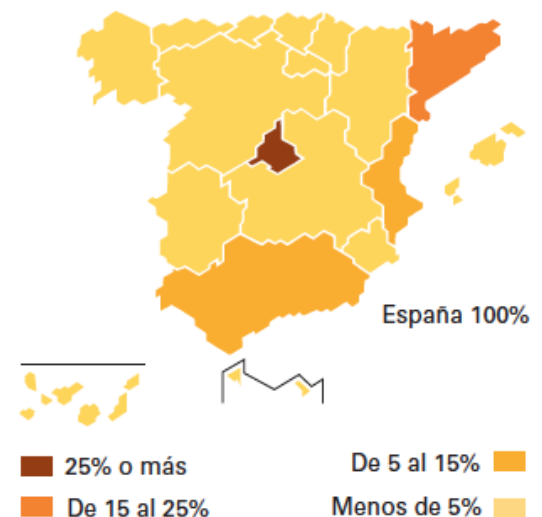 España 100%
25% o más
De 5 al 15%
De 15 al 25%
Menos de 5%